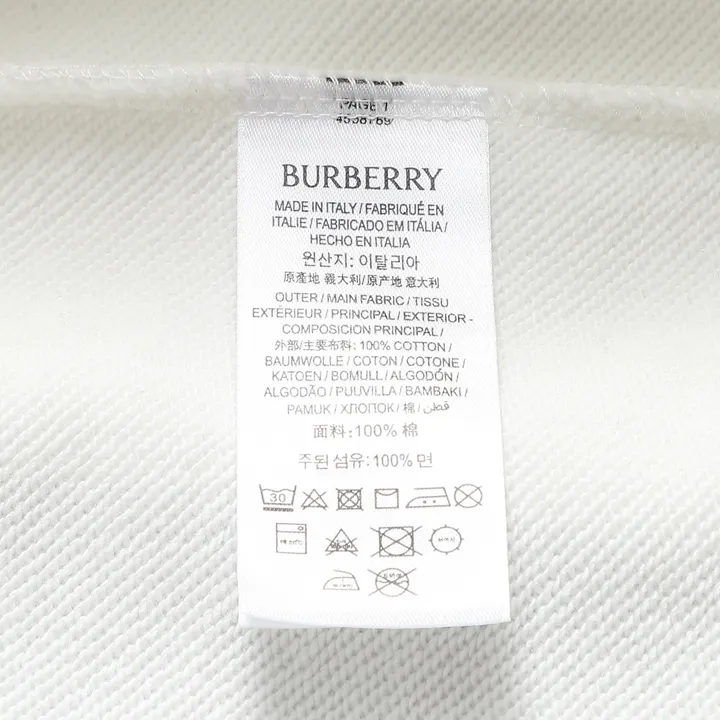 PAGE 1
BURBERRY
MADE IN ITALY / FABRIQUÉ EN
ITALIE / FABRICADO EM ITÁLIA /
HECHO EN ITALIA
원산지: 이탈리아
原產地 義大利/原产地 意大利
OUTER / MAIN FABRIC / TISSU
EXTÉRIEUR / PRINCIPAL / EXTERIOR -
COMPOSICION PRINCIPAL /
外部/主要布料: 100% COTTON /
BAUMWOLLE / COTON / COTONE /
KATOEN / BOMULL / ALGODÓN /
ALGODÃO / PUUVILLA / BAMBAKI /
PAMUK / ХЛОПОК / 棉 / قطن
面料:100% 棉
주된 섬유:100% 면
30